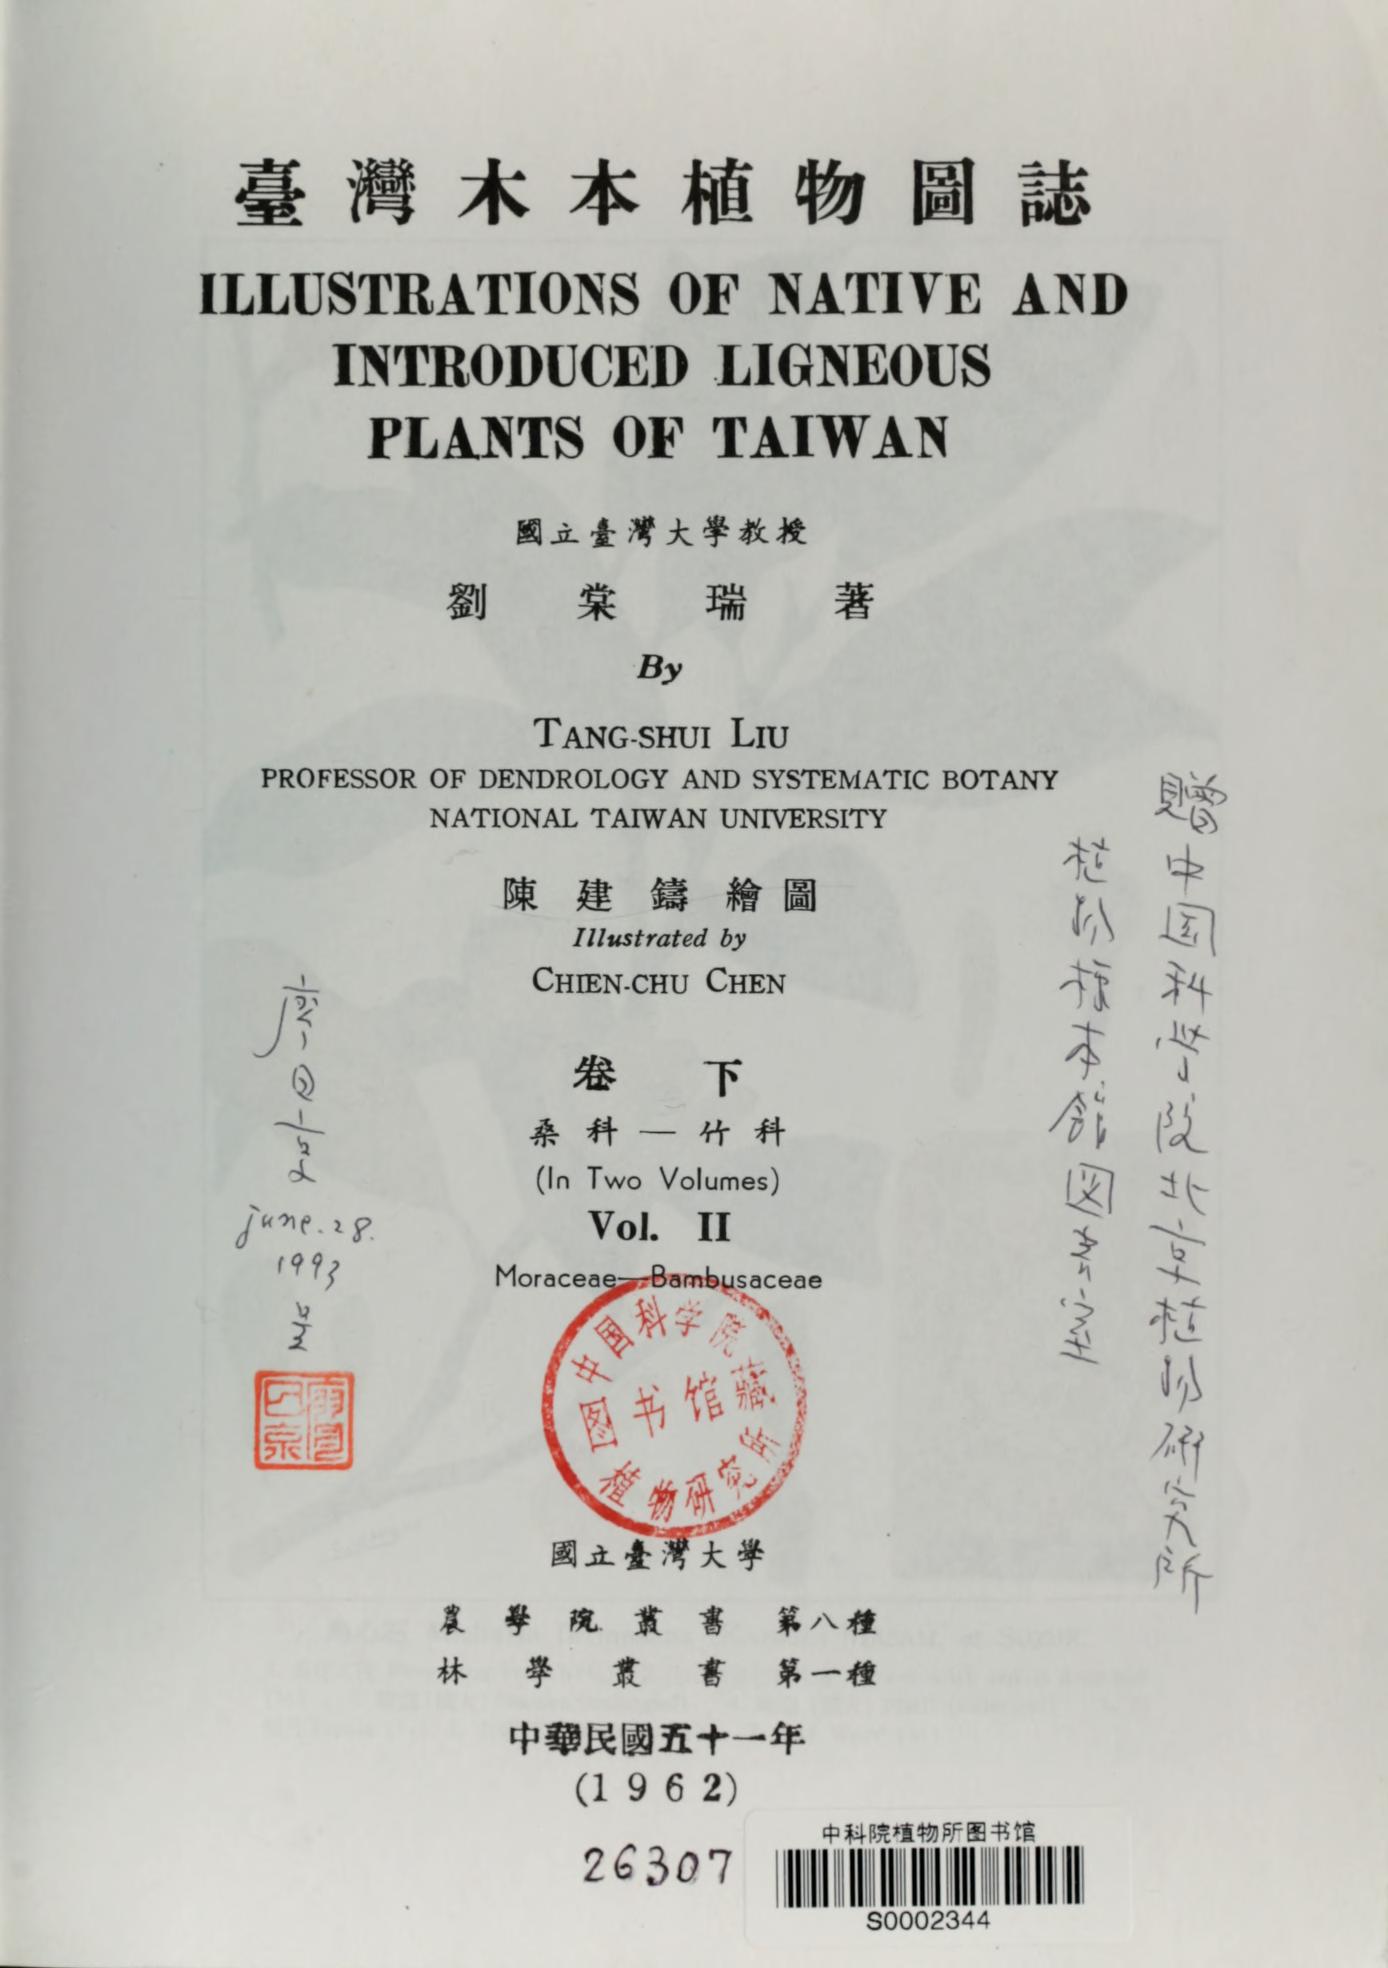 臺灣木本植物圖誌
ILLUSTRATIONS OF NATIVE AND
INTRODUCED LIGNEOUS
PLANTS OF TAIWAN
國立臺灣大學教授
劉棠瑞著
By
TANG-SHUI LIU
PROFESSOR OF DENDROLOGY AND SYSTEMATIC BOTANY
NATIONAL TAIWAN UNIVERSITY
陳建鑄繪圖
Illustrated by
CHIEN-CHU CHEN
卷下
桑科—竹科
(In Two Volumes)
Vol. II
Moraceae—Bambusaceae
贈中国科学院北京植物研究所
植物標本館図书室
廖日京
june.28.
1993
呈
中国科学院
图书馆藏
植物研究所
國立臺灣大學
農學院叢書 第八種
林學叢書 第一種
中華民國五十一年
(1962)
26307
中科院植物所图书馆
S0002344